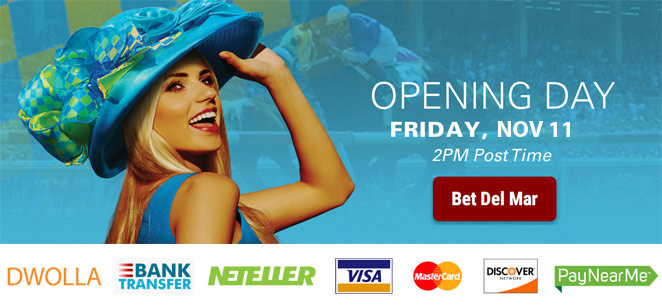 OPENING DAY
FRIDAY, NOV 11
2PM Post Time
Bet Del Mar
DWOLLA
BANK
TRANSFER
NETELLER
VISA
MasterCard
DISCOVER
NETWORK
PayNearMe